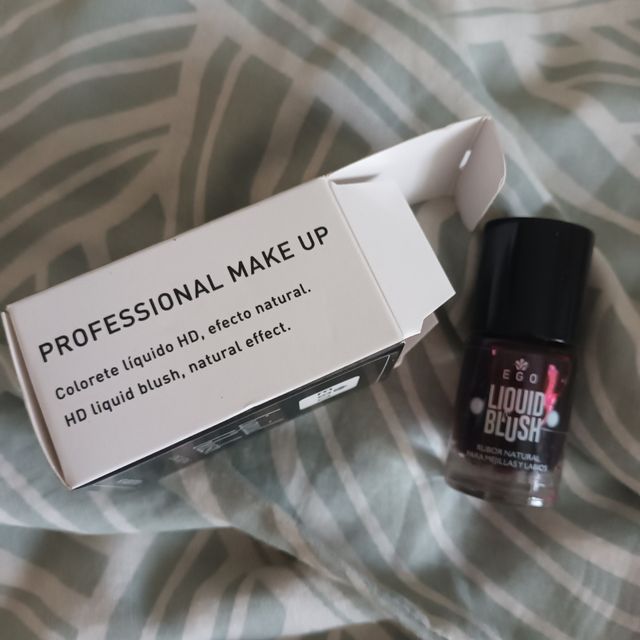 PROFESSIONAL MAKE UP
Colorete líquido HD, efecto natural.
HD liquid blush, natural effect.
EGO
LIQUID
BLUSH
RUBOR NATURAL
PARA MEJILLAS Y LABIOS